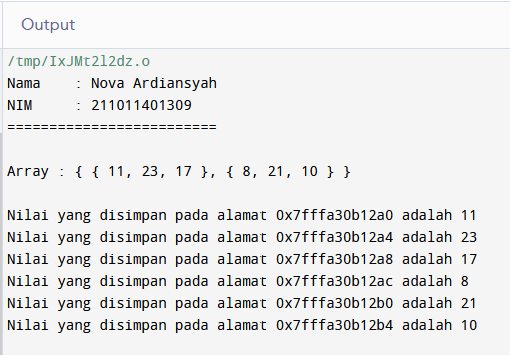 Output
/tmp/IxJMt2l2dz.o
Nama    : Nova Ardiansyah
NIM     : 211011401309
=========================
Array : { { 11, 23, 17 }, { 8, 21, 10 } }
Nilai yang disimpan pada alamat 0x7fffa30b12a0 adalah 11
Nilai yang disimpan pada alamat 0x7fffa30b12a4 adalah 23
Nilai yang disimpan pada alamat 0x7fffa30b12a8 adalah 17
Nilai yang disimpan pada alamat 0x7fffa30b12ac adalah 8
Nilai yang disimpan pada alamat 0x7fffa30b12b0 adalah 21
Nilai yang disimpan pada alamat 0x7fffa30b12b4 adalah 10